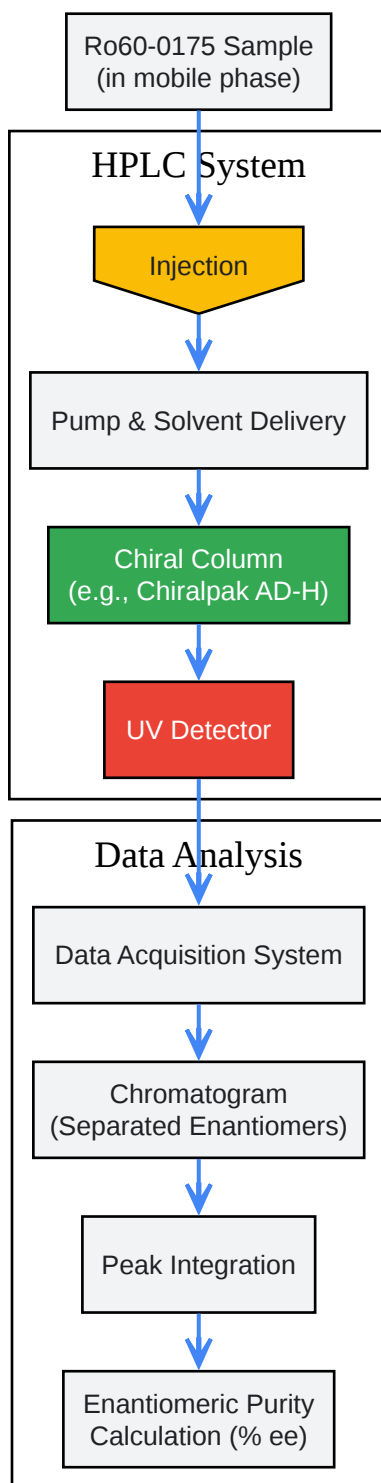 Ro60-0175 Sample
(in mobile phase)
HPLC System
Injection
Pump & Solvent Delivery
Chiral Column
(e.g., Chiralpak AD-H)
UV Detector
Data Analysis
Data Acquisition System
Chromatogram
(Separated Enantiomers)
Peak Integration
Enantiomeric Purity
Calculation (% ee)